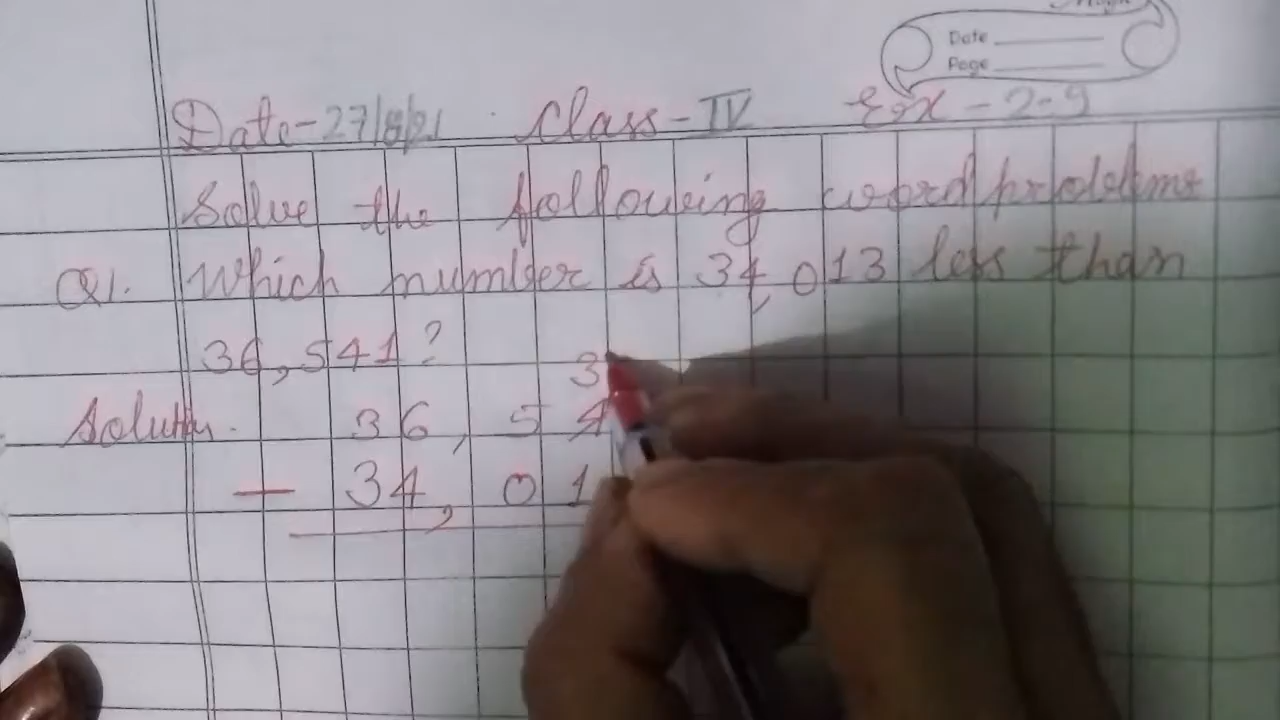 Date
Page
Date-27/8/21 Class-IV Ex-2.9
Solve the following word problems
Q1. Which number is 34,013 less than
36,541?
3
Solution. 36, 54
- 34, 01